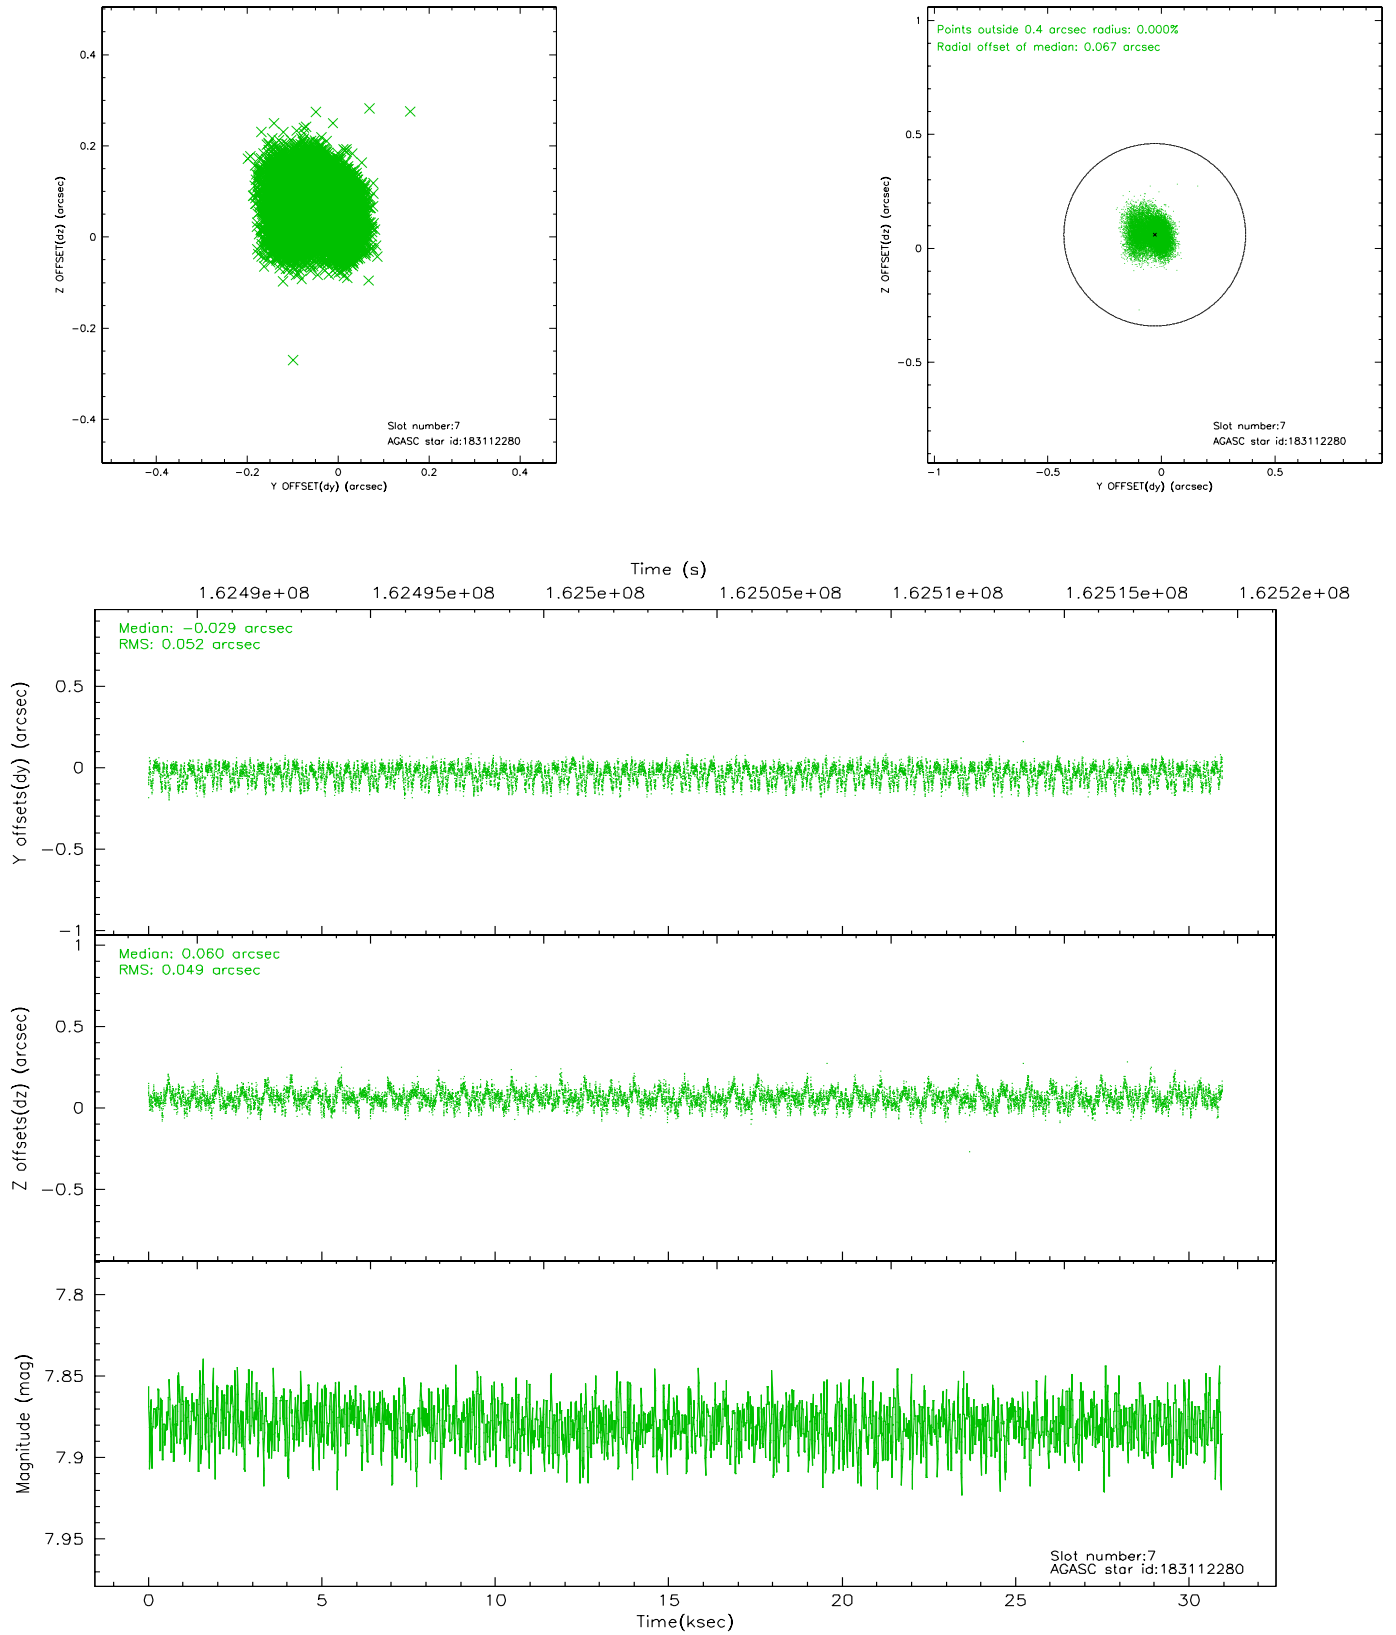 0.4
0.2
0
−0.2
−0.4
Z OFFSET(dz) (arcsec)
Slot number:7
AGASC star id:183112280
−0.4 −0.2 0 0.2 0.4
Y OFFSET(dy) (arcsec)
Points outside 0.4 arcsec radius: 0.000%
Radial offset of median: 0.067 arcsec
1
0.5
0
−0.5
Z OFFSET(dz) (arcsec)
Slot number:7
AGASC star id:183112280
−1 −0.5 0 0.5
Y OFFSET(dy) (arcsec)
Time (s)
1.6249e+08 1.62495e+08 1.625e+08 1.62505e+08 1.6251e+08 1.62515e+08 1.6252e+08
Median: −0.029 arcsec
RMS: 0.052 arcsec
0.5
0
−0.5
−1
Y offsets(dy) (arcsec)
Median: 0.060 arcsec
RMS: 0.049 arcsec
1
0.5
0
−0.5
Z offsets(dz) (arcsec)
7.8
7.85
7.9
7.95
Magnitude (mag)
Slot number:7
AGASC star id:183112280
0 5 10 15 20 25 30
Time(ksec)